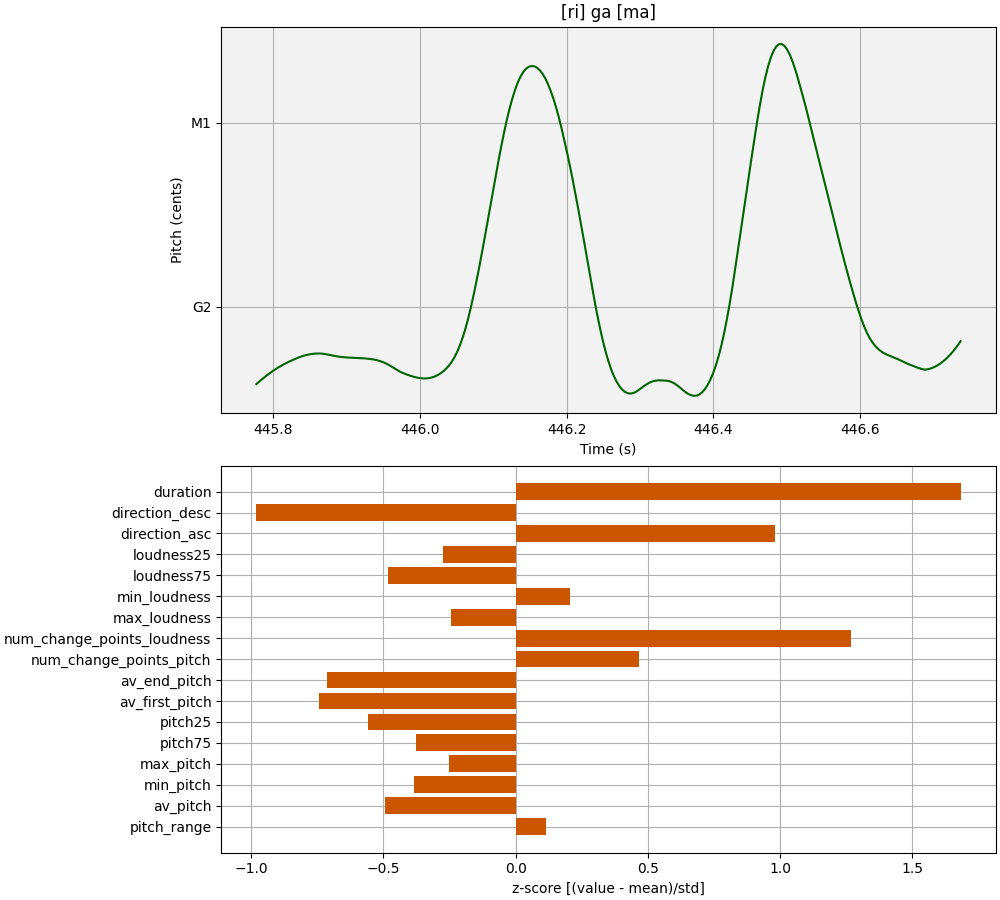 [ri] ga [ma]
M1
G2
Pitch (cents)
445.8 446.0 446.2 446.4 446.6
Time (s)
duration
direction_desc
direction_asc
loudness25
loudness75
min_loudness
max_loudness
num_change_points_loudness
num_change_points_pitch
av_end_pitch
av_first_pitch
pitch25
pitch75
max_pitch
min_pitch
av_pitch
pitch_range
−1.0 −0.5 0.0 0.5 1.0 1.5
z-score [(value - mean)/std]